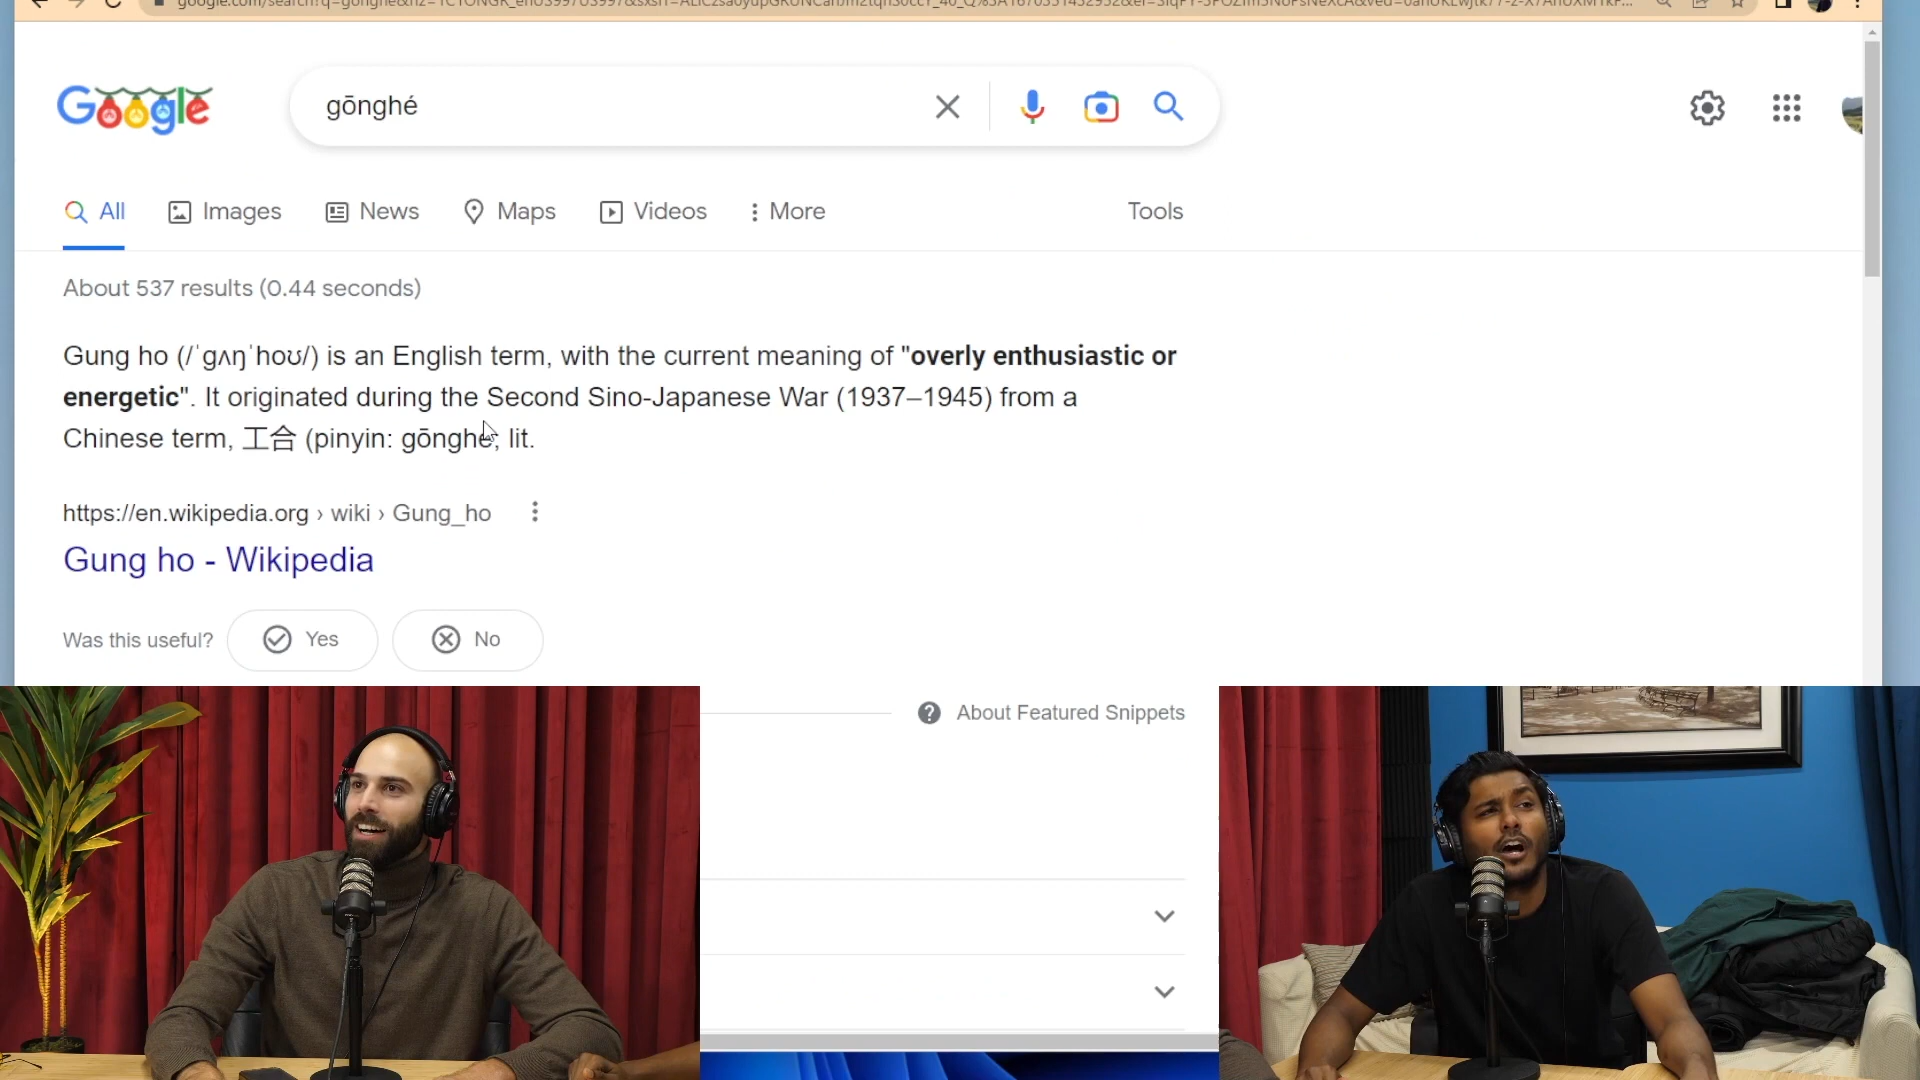 Google
gōnghé
All Images News Maps Videos More Tools
About 537 results (0.44 seconds)
Gung ho (/ˈɡʌŋˈhoʊ/) is an English term, with the current meaning of "overly enthusiastic or
energetic". It originated during the Second Sino-Japanese War (1937–1945) from a
Chinese term, 工合 (pinyin: gōnghé; lit.
https://en.wikipedia.org › wiki › Gung_ho
Gung ho - Wikipedia
Was this useful? Yes No
About Featured Snippets